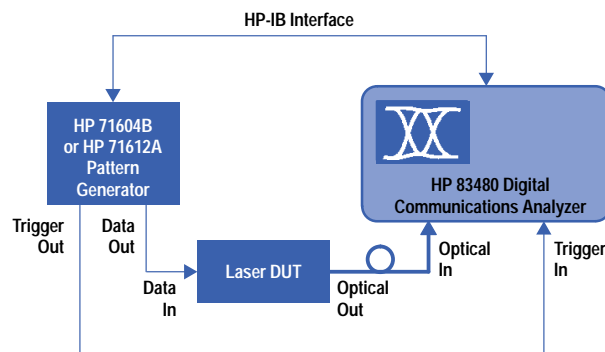 HP-IB Interface
HP 71604B
or HP 71612A
Pattern
Generator
HP 83480 Digital
Communications Analyzer
Trigger
Out
Data
Out
Data
In
Laser DUT
Optical
Out
Optical
In
Trigger
In